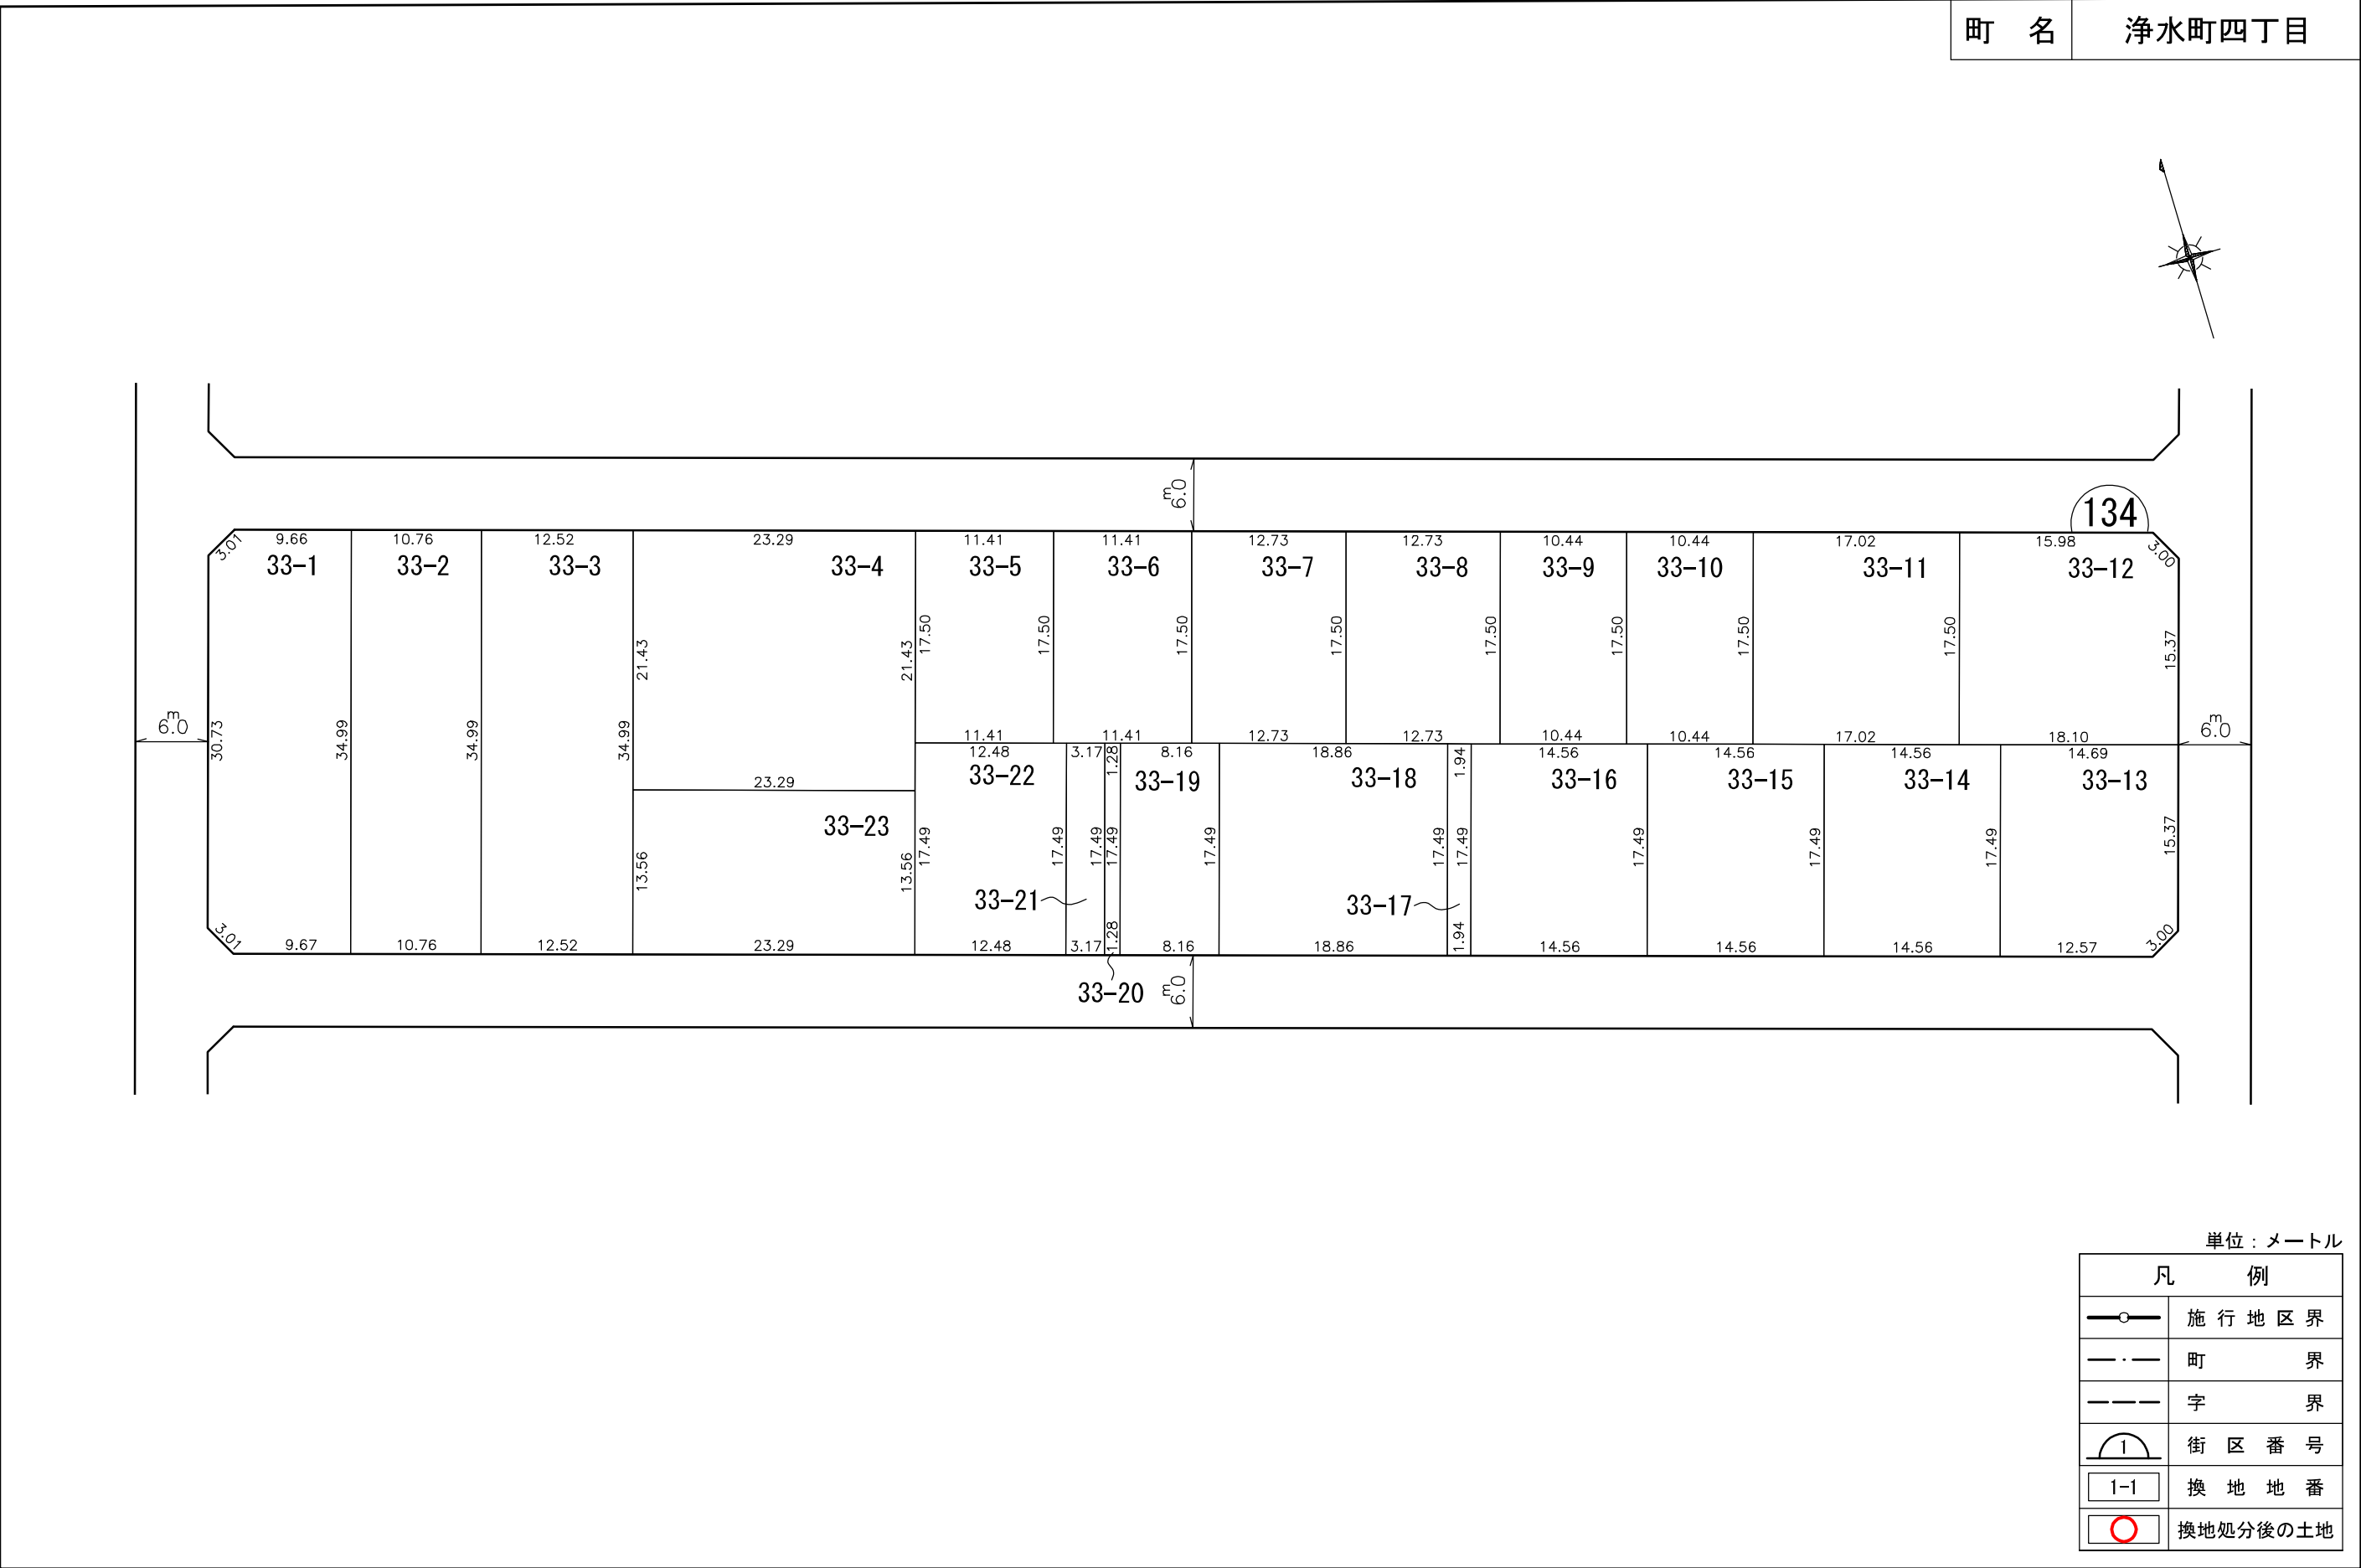 町 名 浄水町四丁目
m
6.0
134
3.01 9.66 10.76 12.52 23.29 11.41 11.41 12.73 12.73 10.44 10.44 17.02 15.98 3.00
33-1 33-2 33-3 33-4 33-5 33-6 33-7 33-8 33-9 33-10 33-11 33-12
21.43 21.43 17.50 17.50 17.50 17.50 17.50 17.50 17.50 17.50 15.37
m
6.0
30.73 34.99 34.99 34.99
11.41 11.41 12.73 12.73 10.44 10.44 17.02 18.10
m
6.0
12.48 3.17 1.28 8.16 18.86 1.94 14.56 14.56 14.56 14.69
33-22 33-19 33-18 33-16 33-15 33-14 33-13
23.29
33-23
13.56 13.56 17.49 17.49 17.49 17.49 17.49 17.49 17.49 17.49 17.49 17.49 15.37
33-21 33-17
3.01 9.67 10.76 12.52 23.29 12.48 3.17 1.28 8.16 18.86 1.94 14.56 14.56 14.56 12.57 3.00
33-20
m
6.0
単位：メートル
凡 例
施行地区界
町 界
字 界
1 街区番号
1-1 換地地番
換地処分後の土地